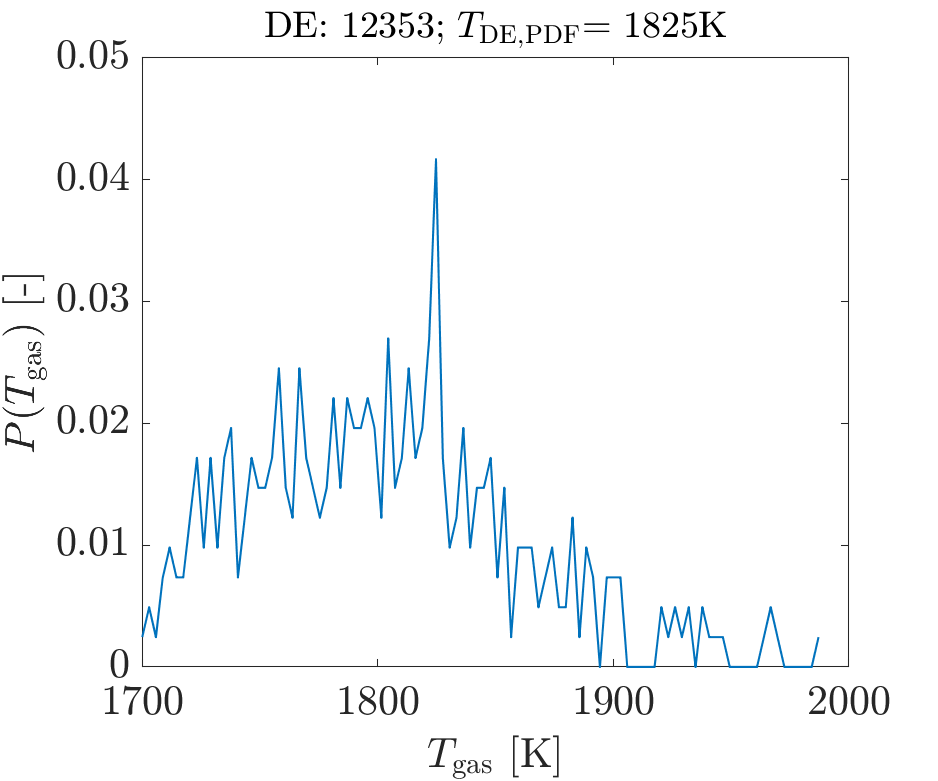 DE: 12353; T_DE,PDF= 1825K
0.05
0.04
0.03
0.02
0.01
0
P(T_gas) [-]
1700 1800 1900 2000
T_gas [K]